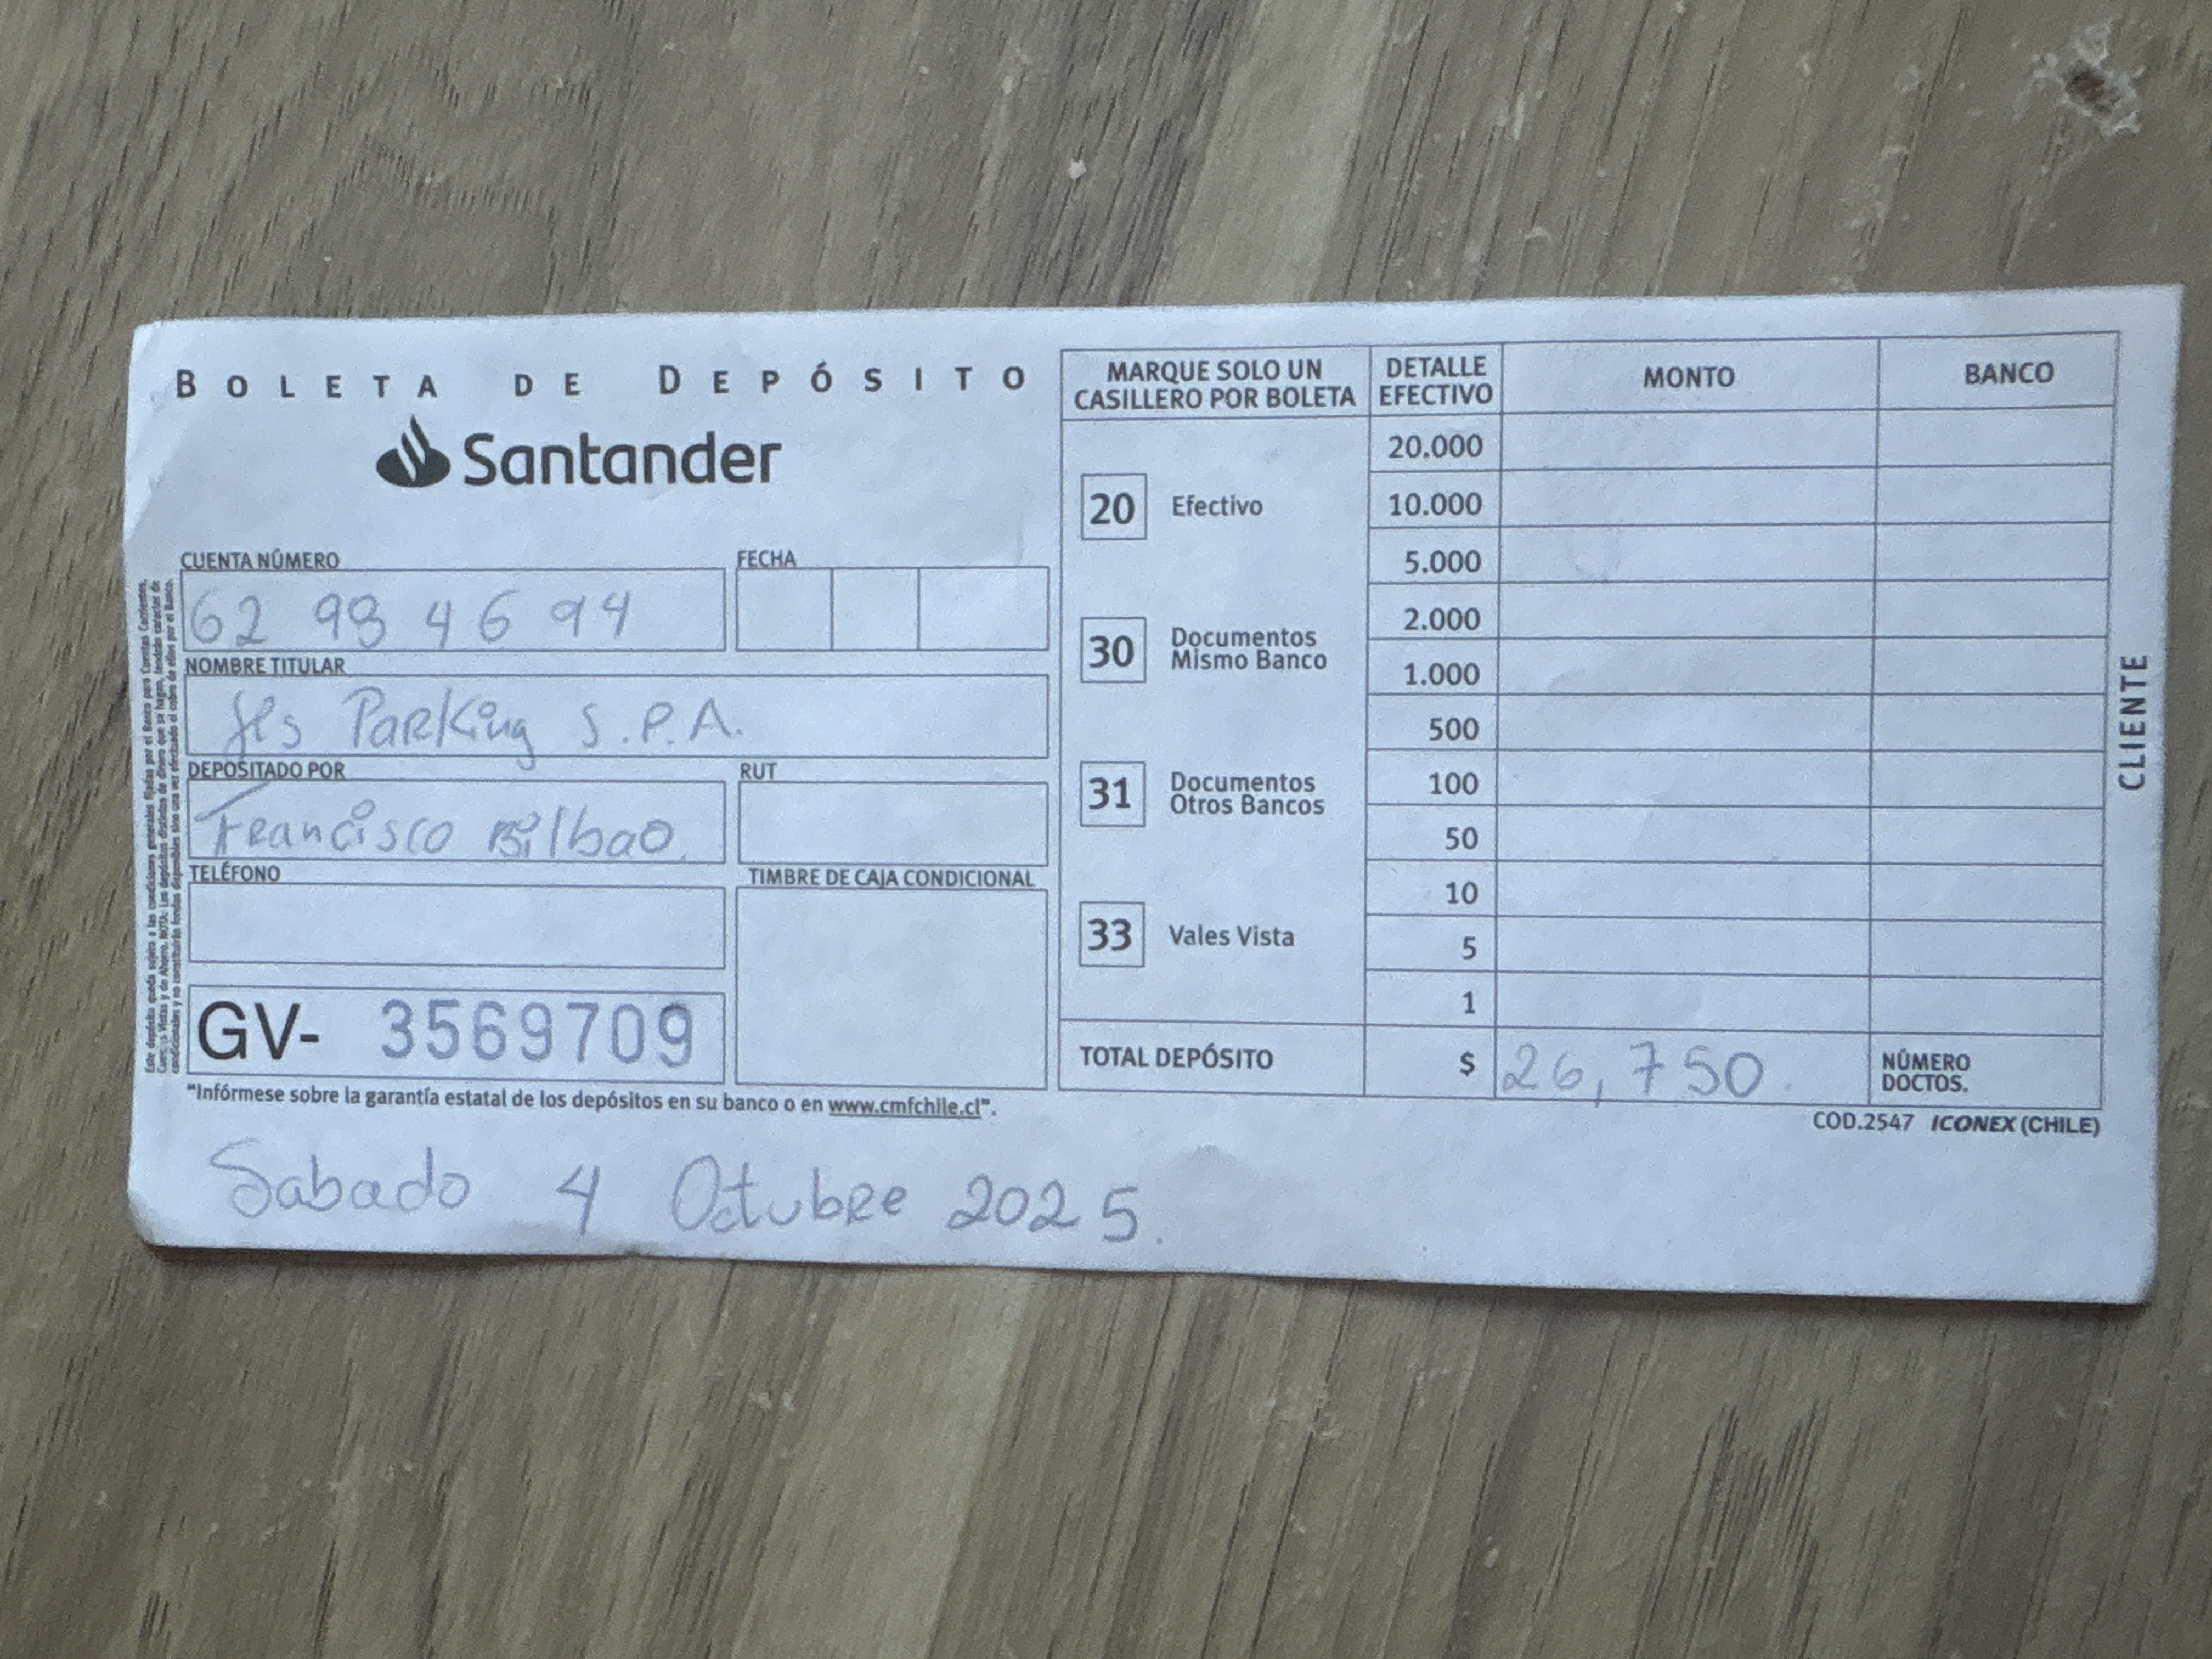 BOLETA DE DEPÓSITO
Santander
CUENTA NÚMERO
62 99 4 6 94
FECHA
NOMBRE TITULAR
Jls Parking S.P.A.
DEPOSITADO POR
Francisco Bilbao.
RUT
TELÉFONO
TIMBRE DE CAJA CONDICIONAL
GV- 3569709
"Infórmese sobre la garantía estatal de los depósitos en su banco o en www.cmfchile.cl".
Sabado 4 Octubre 2025.
MARQUE SOLO UN
CASILLERO POR BOLETA
20 Efectivo
30 Documentos
Mismo Banco
31 Documentos
Otros Bancos
33 Vales Vista
DETALLE
EFECTIVO
MONTO
BANCO
20.000
10.000
5.000
2.000
1.000
500
100
50
10
5
1
TOTAL DEPÓSITO $ 26,750.
NÚMERO
DOCTOS.
COD.2547 ICONEX (CHILE)
CLIENTE